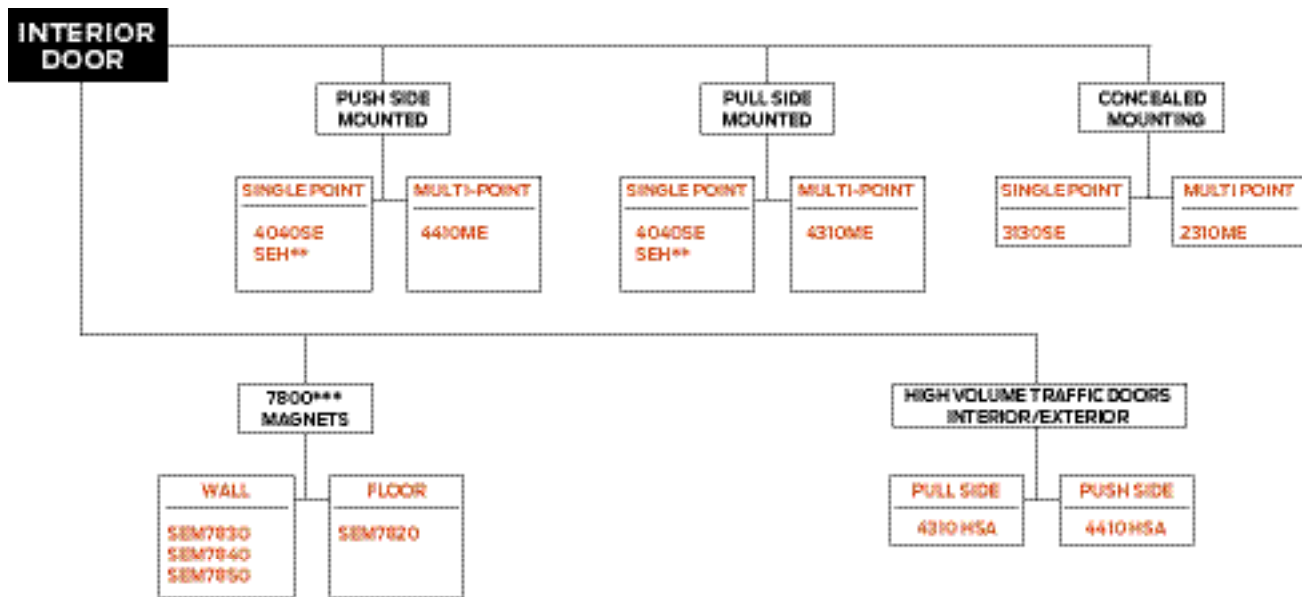 INTERIOR
DOOR
PUSH SIDE
MOUNTED
SINGLE POINT
4040SE
SEH**
MULTI-POINT
4410ME
PULL SIDE
MOUNTED
SINGLE POINT
4040SE
SEH**
MULTI-POINT
4310ME
CONCEALED
MOUNTING
SINGLE POINT
3130SE
MULTI POINT
2310ME
7800***
MAGNETS
WALL
SEM7830
SEM7840
SEM7850
FLOOR
SEM7820
HIGH VOLUME TRAFFIC DOORS
INTERIOR/EXTERIOR
PULL SIDE
4310 HSA
PUSH SIDE
4410 HSA